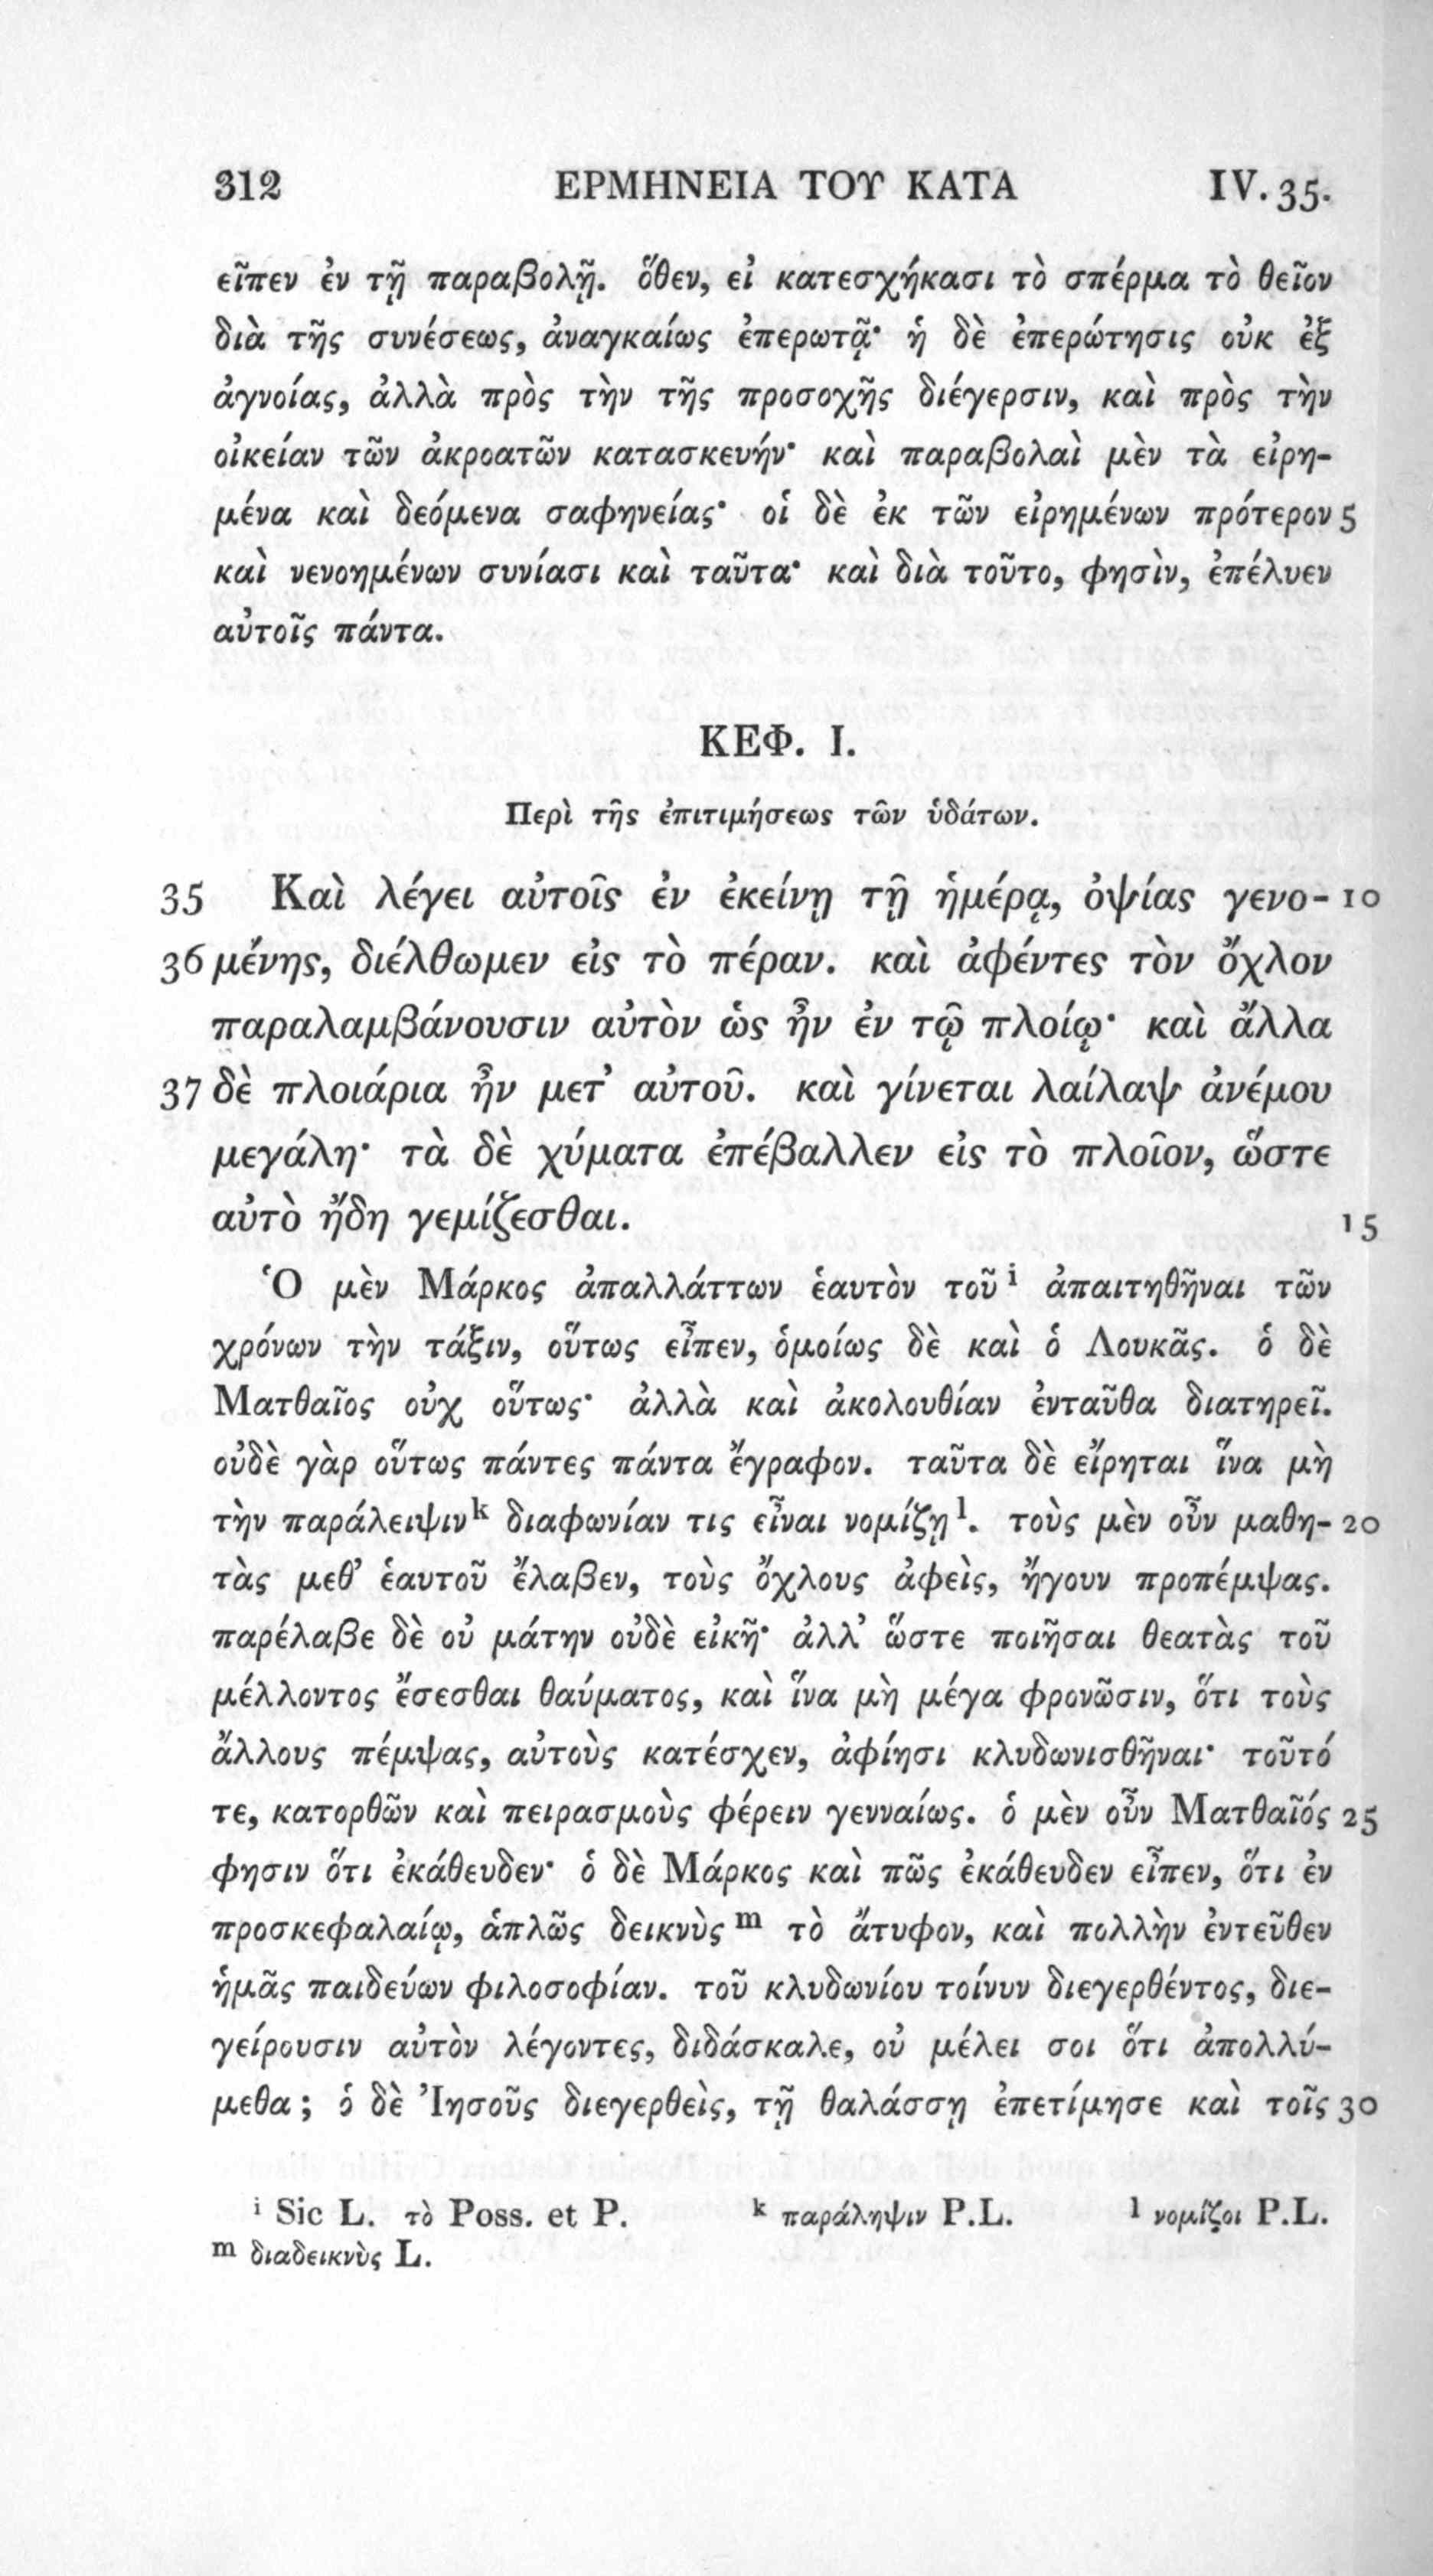 312 ΕΡΜΗΝΕΙΑ ΤΟΥ ΚΑΤΑ IV. 35.
εἶπεν ἐν τῇ παραβολῇ. ὅθεν, εἰ κατεσχήκασι τὸ σπέρμα τὸ θεῖον
διὰ τῆς συνέσεως, ἀναγκαίως ἐπερωτᾷ· ἡ δὲ ἐπερώτησις οὐκ ἐξ
ἀγνοίας, ἀλλὰ πρὸς τὴν τῆς προσοχῆς διέγερσιν, καὶ πρὸς τὴν
οἰκείαν τῶν ἀκροατῶν κατασκευήν· καὶ παραβολαὶ μὲν τὰ εἰρη-
μένα καὶ δεόμενα σαφηνείας· οἱ δὲ ἐκ τῶν εἰρημένων πρότερον 5
καὶ νενοημένων συνίασι καὶ ταῦτα· καὶ διὰ τοῦτο, φησὶν, ἐπέλυεν
αὐτοῖς πάντα.
ΚΕΦ. Ι.
Περὶ τῆς ἐπιτιμήσεως τῶν ὑδάτων.
35 Καὶ λέγει αὐτοῖς ἐν ἐκείνῃ τῇ ἡμέρᾳ, ὀψίας γενο- 10
36 μένης, διέλθωμεν εἰς τὸ πέραν. καὶ ἀφέντες τὸν ὄχλον
παραλαμβάνουσιν αὐτὸν ὡς ἦν ἐν τῷ πλοίῳ· καὶ ἄλλα
37 δὲ πλοιάρια ἦν μετ' αὐτοῦ. καὶ γίνεται λαίλαψ ἀνέμου
μεγάλη· τὰ δὲ χύματα ἐπέβαλλεν εἰς τὸ πλοῖον, ὥστε
αὐτὸ ἤδη γεμίζεσθαι. 15
Ὁ μὲν Μάρκος ἀπαλλάττων ἑαυτὸν τοῦ i ἀπαιτηθῆναι τῶν
χρόνων τὴν τάξιν, οὕτως εἶπεν, ὁμοίως δὲ καὶ ὁ Λουκᾶς. ὁ δὲ
Ματθαῖος οὐχ οὕτως· ἀλλὰ καὶ ἀκολουθίαν ἐνταῦθα διατηρεῖ.
οὐδὲ γὰρ οὕτως πάντες πάντα ἔγραφον. ταῦτα δὲ εἴρηται ἵνα μὴ
τὴν παράλειψιν k διαφωνίαν τις εἶναι νομίζῃ l. τοὺς μὲν οὖν μαθη- 20
τὰς μεθ' ἑαυτοῦ ἔλαβεν, τοὺς ὄχλους ἀφεὶς, ἤγουν προπέμψας.
παρέλαβε δὲ οὐ μάτην οὐδὲ εἰκῆ· ἀλλ' ὥστε ποιῆσαι θεατὰς τοῦ
μέλλοντος ἔσεσθαι θαύματος, καὶ ἵνα μὴ μέγα φρονῶσιν, ὅτι τοὺς
ἄλλους πέμψας, αὐτοὺς κατέσχεν, ἀφίησι κλυδωνισθῆναι· τοῦτό
τε, κατορθῶν καὶ πειρασμοὺς φέρειν γενναίως. ὁ μὲν οὖν Ματθαῖός 25
φησιν ὅτι ἐκάθευδεν· ὁ δὲ Μάρκος καὶ πῶς ἐκάθευδεν εἶπεν, ὅτι ἐν
προσκεφαλαίῳ, ἁπλῶς δεικνὺς m τὸ ἄτυφον, καὶ πολλὴν ἐντεῦθεν
ἡμᾶς παιδεύων φιλοσοφίαν. τοῦ κλυδωνίου τοίνυν διεγερθέντος, διε-
γείρουσιν αὐτὸν λέγοντες, διδάσκαλε, οὐ μέλει σοι ὅτι ἀπολλύ-
μεθα; ὁ δὲ Ἰησοῦς διεγερθεὶς, τῇ θαλάσσῃ ἐπετίμησε καὶ τοῖς 30
i Sic L. τὸ Poss. et P. k παράληψιν P.L. l νομίζοι P.L.
m διαδεικνὺς L.